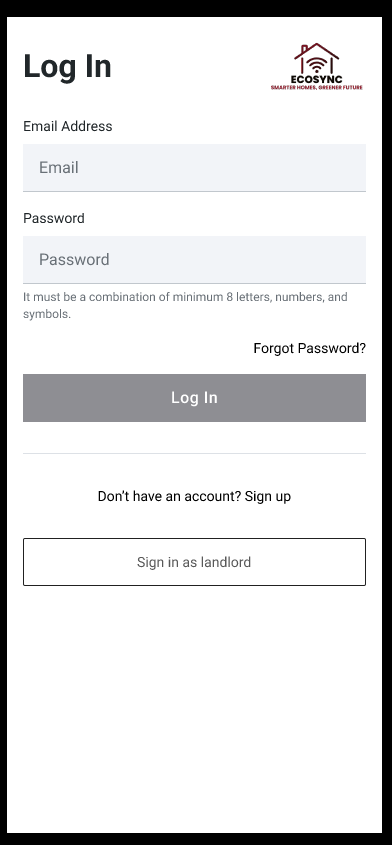 Log In
ECOSYNC
SMARTER HOMES, GREENER FUTURE
Email Address
Email
Password
Password
It must be a combination of minimum 8 letters, numbers, and
symbols.
Forgot Password?
Log In
Don’t have an account? Sign up
Sign in as landlord